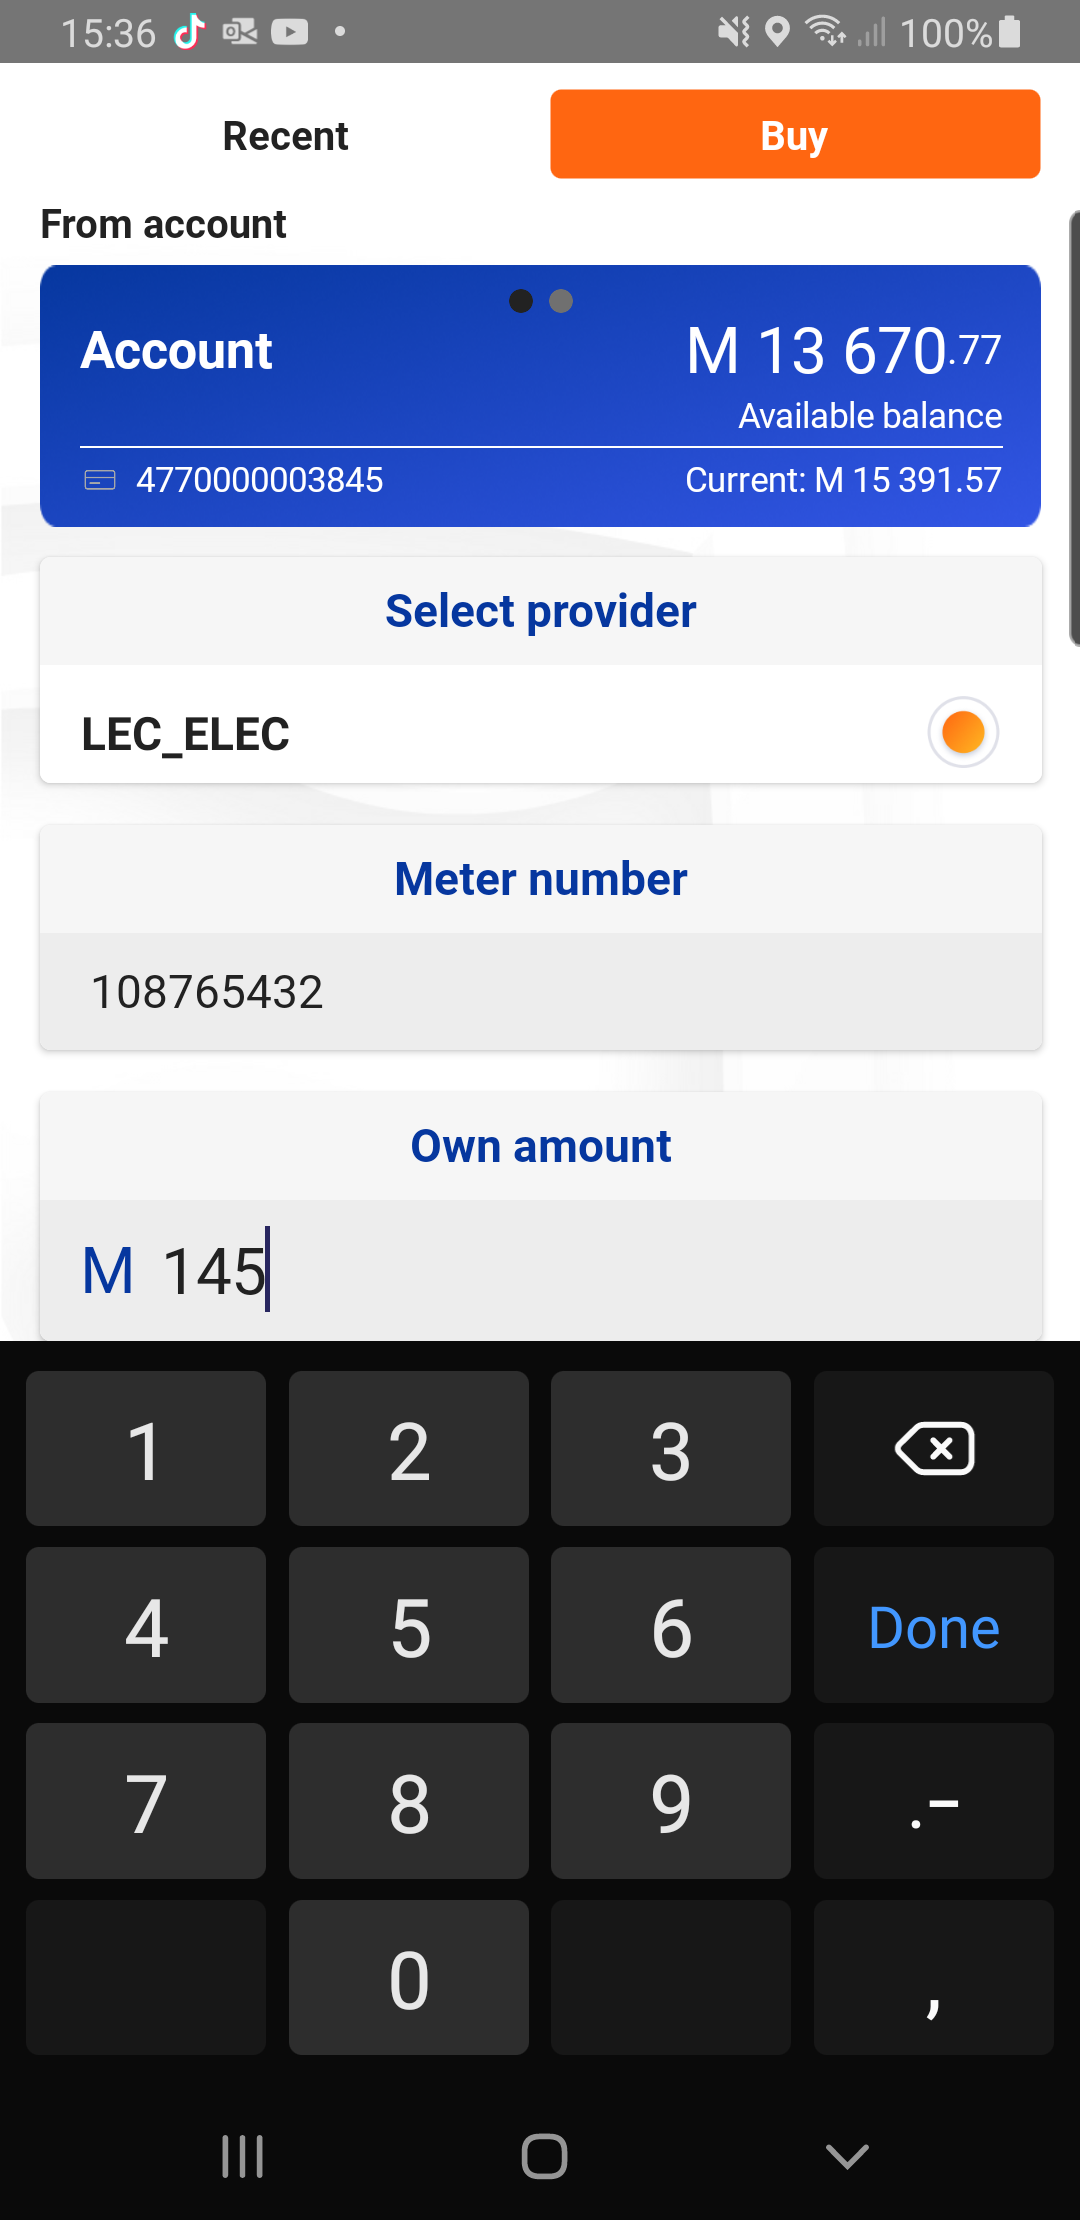 15:36
100%
Recent
Buy
From account
Account
M 13 670.77
Available balance
4770000003845
Current: M 15 391.57
Select provider
LEC_ELEC
Meter number
108765432
Own amount
M 145
1 2 3
4 5 6 Done
7 8 9 .-
0 ,